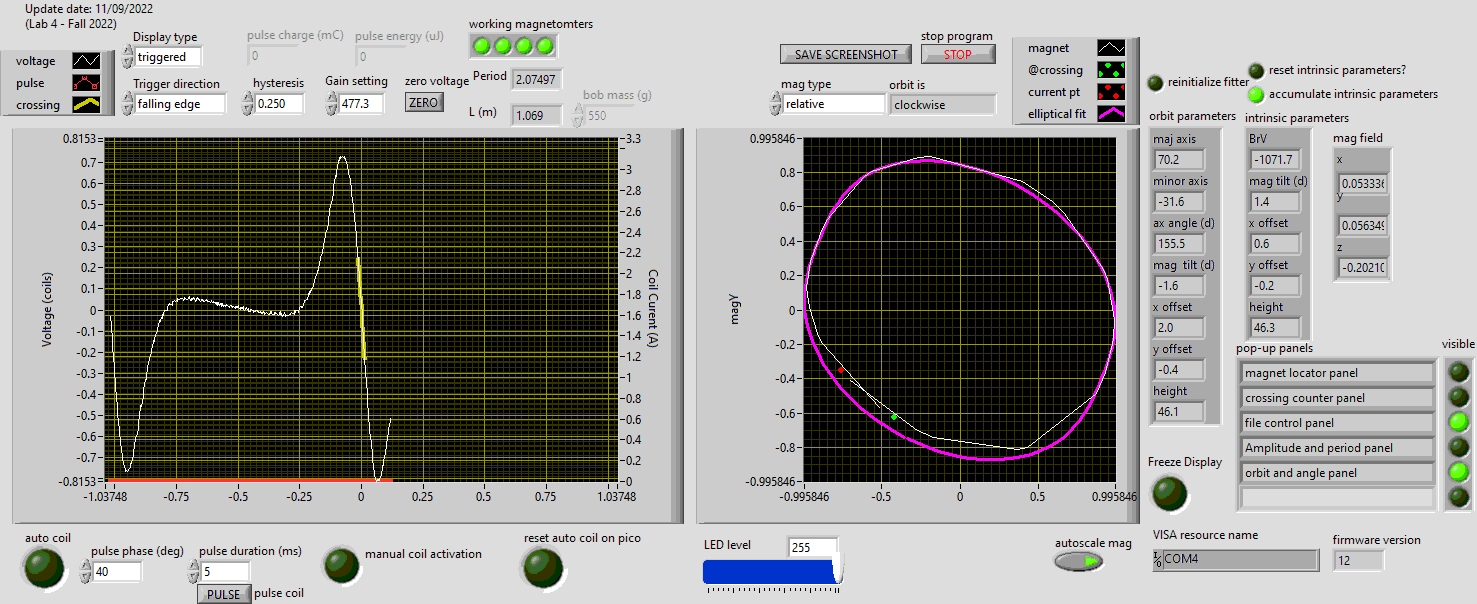 Update date: 11/09/2022
(Lab 4 - Fall 2022)
voltage
pulse
crossing
Display type
triggered
Trigger direction
falling edge
pulse charge (mC)
0
pulse energy (uJ)
0
hysteresis
0.250
Gain setting
477.3
zero voltage
ZERO
working magnetomters
Period
2.07497
L (m)
1.069
bob mass (g)
550
SAVE SCREENSHOT
stop program
STOP
mag type
relative
orbit is
clockwise
magnet
@crossing
current pt
elliptical fit
reinitialize fitter
reset intrinsic parameters?
accumulate intrinsic parameters
Voltage (coils)
0.8153
0.7
0.6
0.5
0.4
0.3
0.2
0.1
0
-0.1
-0.2
-0.3
-0.4
-0.5
-0.6
-0.7
-0.8153
-1.03748
-0.75
-0.5
-0.25
0
0.25
0.5
0.75
1.03748
3.3
3
2.8
2.6
2.4
2.2
2
1.8
1.6
1.4
1.2
1
0.8
0.6
0.4
0.2
0
Coil Curent (A)
magY
0.995846
0.8
0.6
0.4
0.2
0
-0.2
-0.4
-0.6
-0.8
-0.995846
-0.995846
-0.5
0
0.5
0.995846
orbit parameters
maj axis
70.2
minor axis
-31.6
ax angle (d)
155.5
mag tilt (d)
-1.6
x offset
2.0
y offset
-0.4
height
46.1
intrinsic parameters
BrV
-1071.7
mag tilt (d)
1.4
x offset
0.6
y offset
-0.2
height
46.3
mag field
x
0.05333
y
0.05634
z
-0.2021
pop-up panels
visible
magnet locator panel
crossing counter panel
file control panel
Amplitude and period panel
orbit and angle panel
Freeze Display
auto coil
pulse phase (deg)
40
pulse duration (ms)
5
PULSE
pulse coil
manual coil activation
reset auto coil on pico
LED level
255
autoscale mag
VISA resource name
COM4
firmware version
12